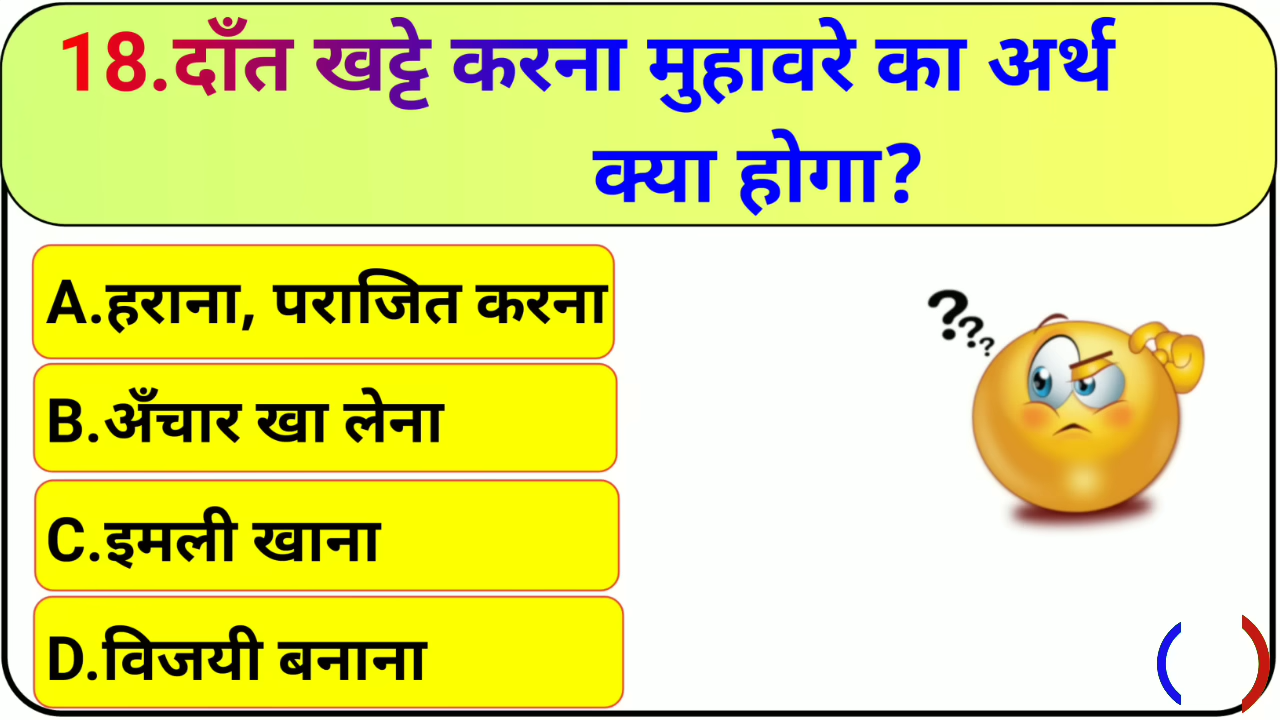 18.दाँत खट्टे करना मुहावरे का अर्थ
क्या होगा?
A.हराना, पराजित करना
B.अँचार खा लेना
C.इमली खाना
D.विजयी बनाना
???